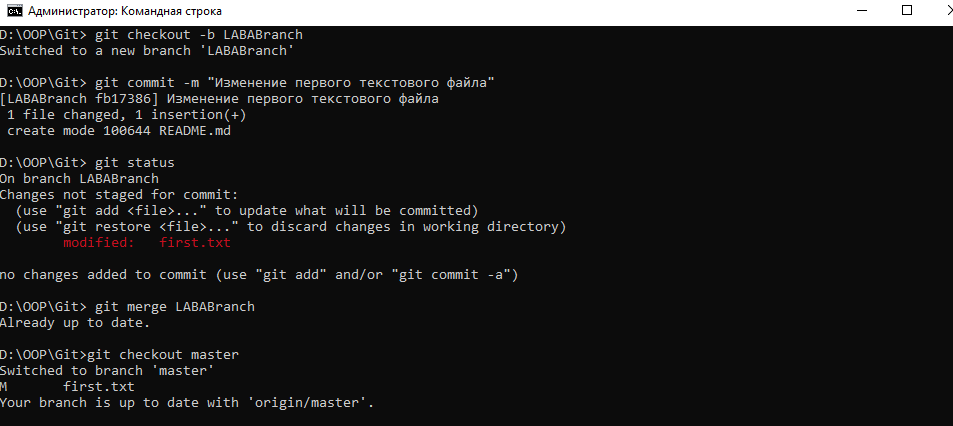 Администратор: Командная строка
D:\OOP\Git> git checkout -b LABABranch
Switched to a new branch 'LABABranch'
D:\OOP\Git> git commit -m "Изменение первого текстового файла"
[LABABranch fb17386] Изменение первого текстового файла
 1 file changed, 1 insertion(+)
 create mode 100644 README.md
D:\OOP\Git> git status
On branch LABABranch
Changes not staged for commit:
  (use "git add <file>..." to update what will be committed)
  (use "git restore <file>..." to discard changes in working directory)
        modified:   first.txt
no changes added to commit (use "git add" and/or "git commit -a")
D:\OOP\Git> git merge LABABranch
Already up to date.
D:\OOP\Git>git checkout master
Switched to branch 'master'
M       first.txt
Your branch is up to date with 'origin/master'.